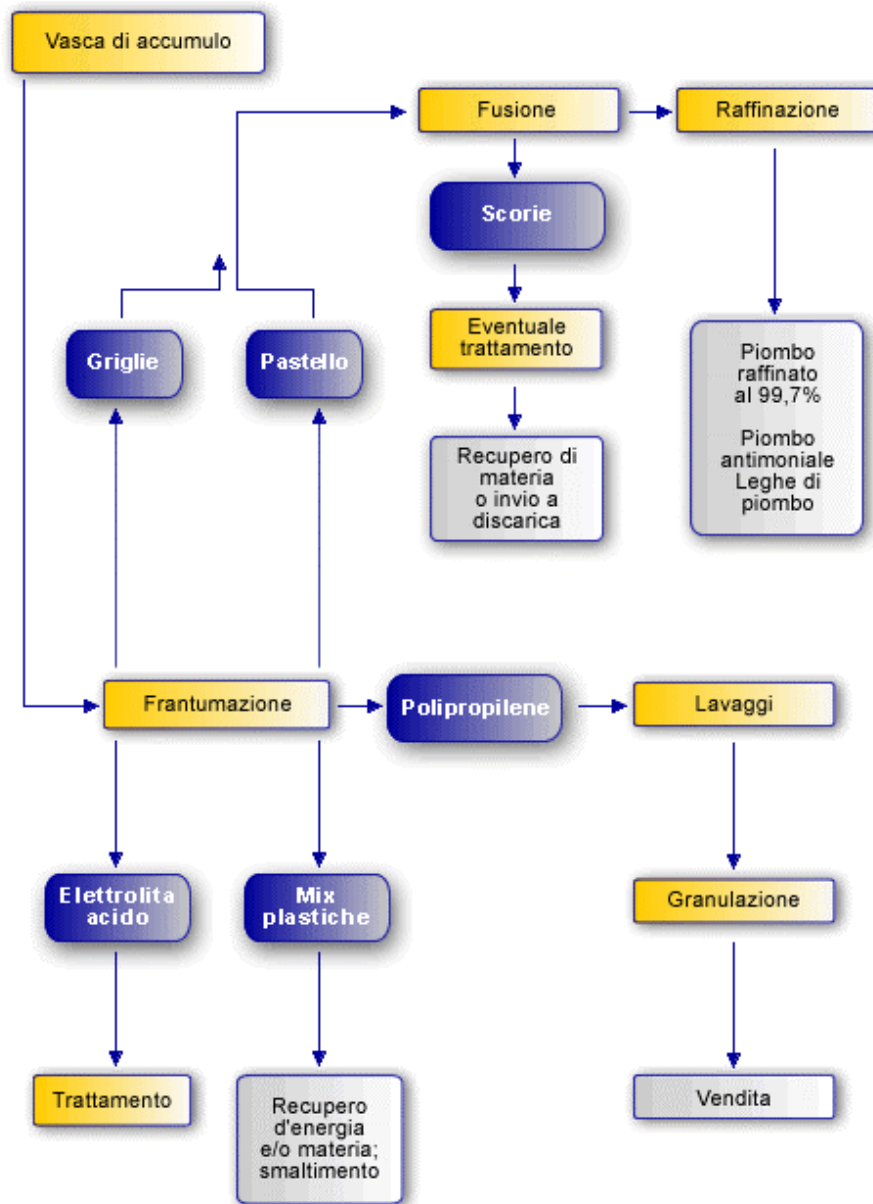 Vasca di accumulo
Fusione
Raffinazione
Scorie
Griglie
Pastello
Eventuale
trattamento
Piombo
raffinato
al 99,7%
Piombo
antimoniale
Leghe di
piombo
Recupero di
materia
o invio a
discarica
Frantumazione
Polipropilene
Lavaggi
Elettrolita
acido
Mix
plastiche
Granulazione
Trattamento
Recupero
d'energia
e/o materia;
smaltimento
Vendita